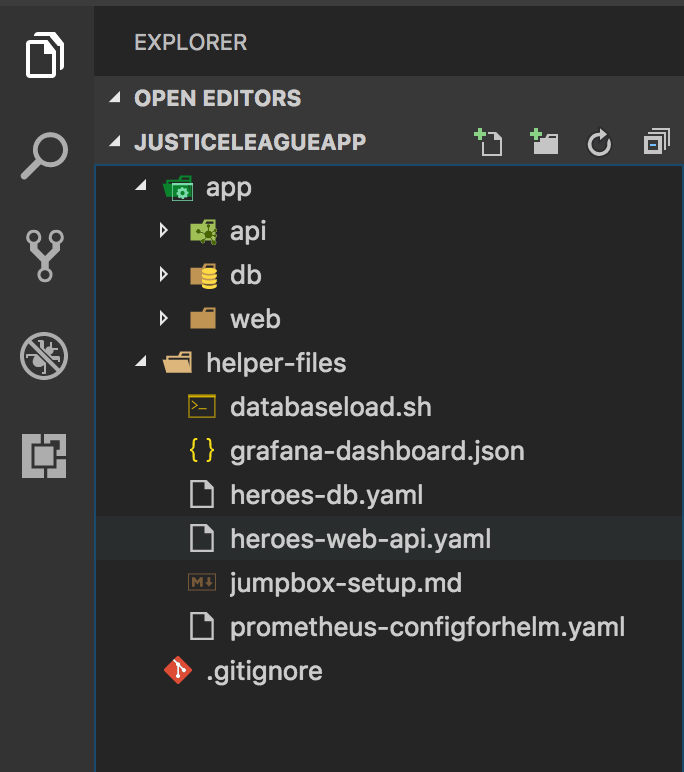 EXPLORER
OPEN EDITORS
JUSTICELEAGUEAPP
app
api
db
web
helper-files
databaseload.sh
grafana-dashboard.json
heroes-db.yaml
heroes-web-api.yaml
jumpbox-setup.md
prometheus-configforhelm.yaml
.gitignore